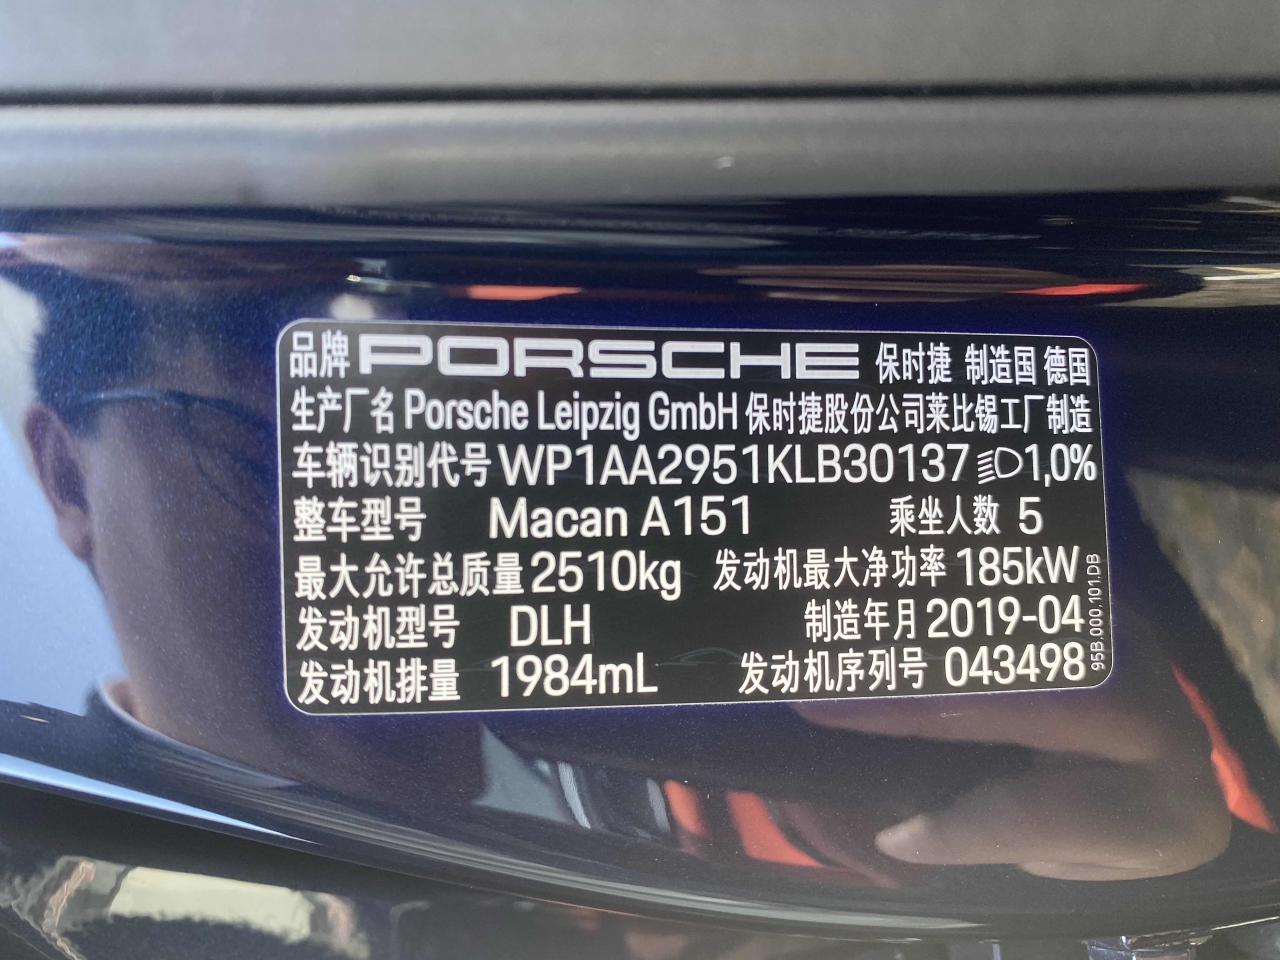 品牌 PORSCHE 保时捷 制造国 德国
生产厂名 Porsche Leipzig GmbH 保时捷股份公司莱比锡工厂制造
车辆识别代号 WP1AA2951KLB30137 1,0%
整车型号 Macan A151 乘坐人数 5
最大允许总质量 2510kg 发动机最大净功率 185kW
发动机型号 DLH 制造年月 2019-04
发动机排量 1984mL 发动机序列号 043498
95B.000.101.DB